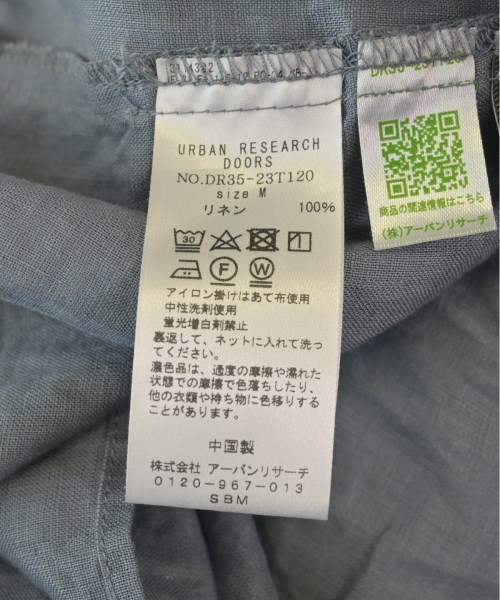 URBAN RESEARCH
DOORS
NO.DR35-23T120
size M
リネン 100%
30
F W
アイロン掛けはあて布使用
中性洗剤使用
蛍光増白剤禁止
裏返して、ネットに入れて洗っ
てください。
濃色品は、過度の摩擦や濡れた
状態での摩擦で色落ちしたり、
他の衣類や持ち物に色移りする
ことがあります。
中国製
株式会社 アーバンリサーチ
0120-967-013
SBM
DR35-23T120
商品の関連情報はこちら
(株)アーバンリサーチ